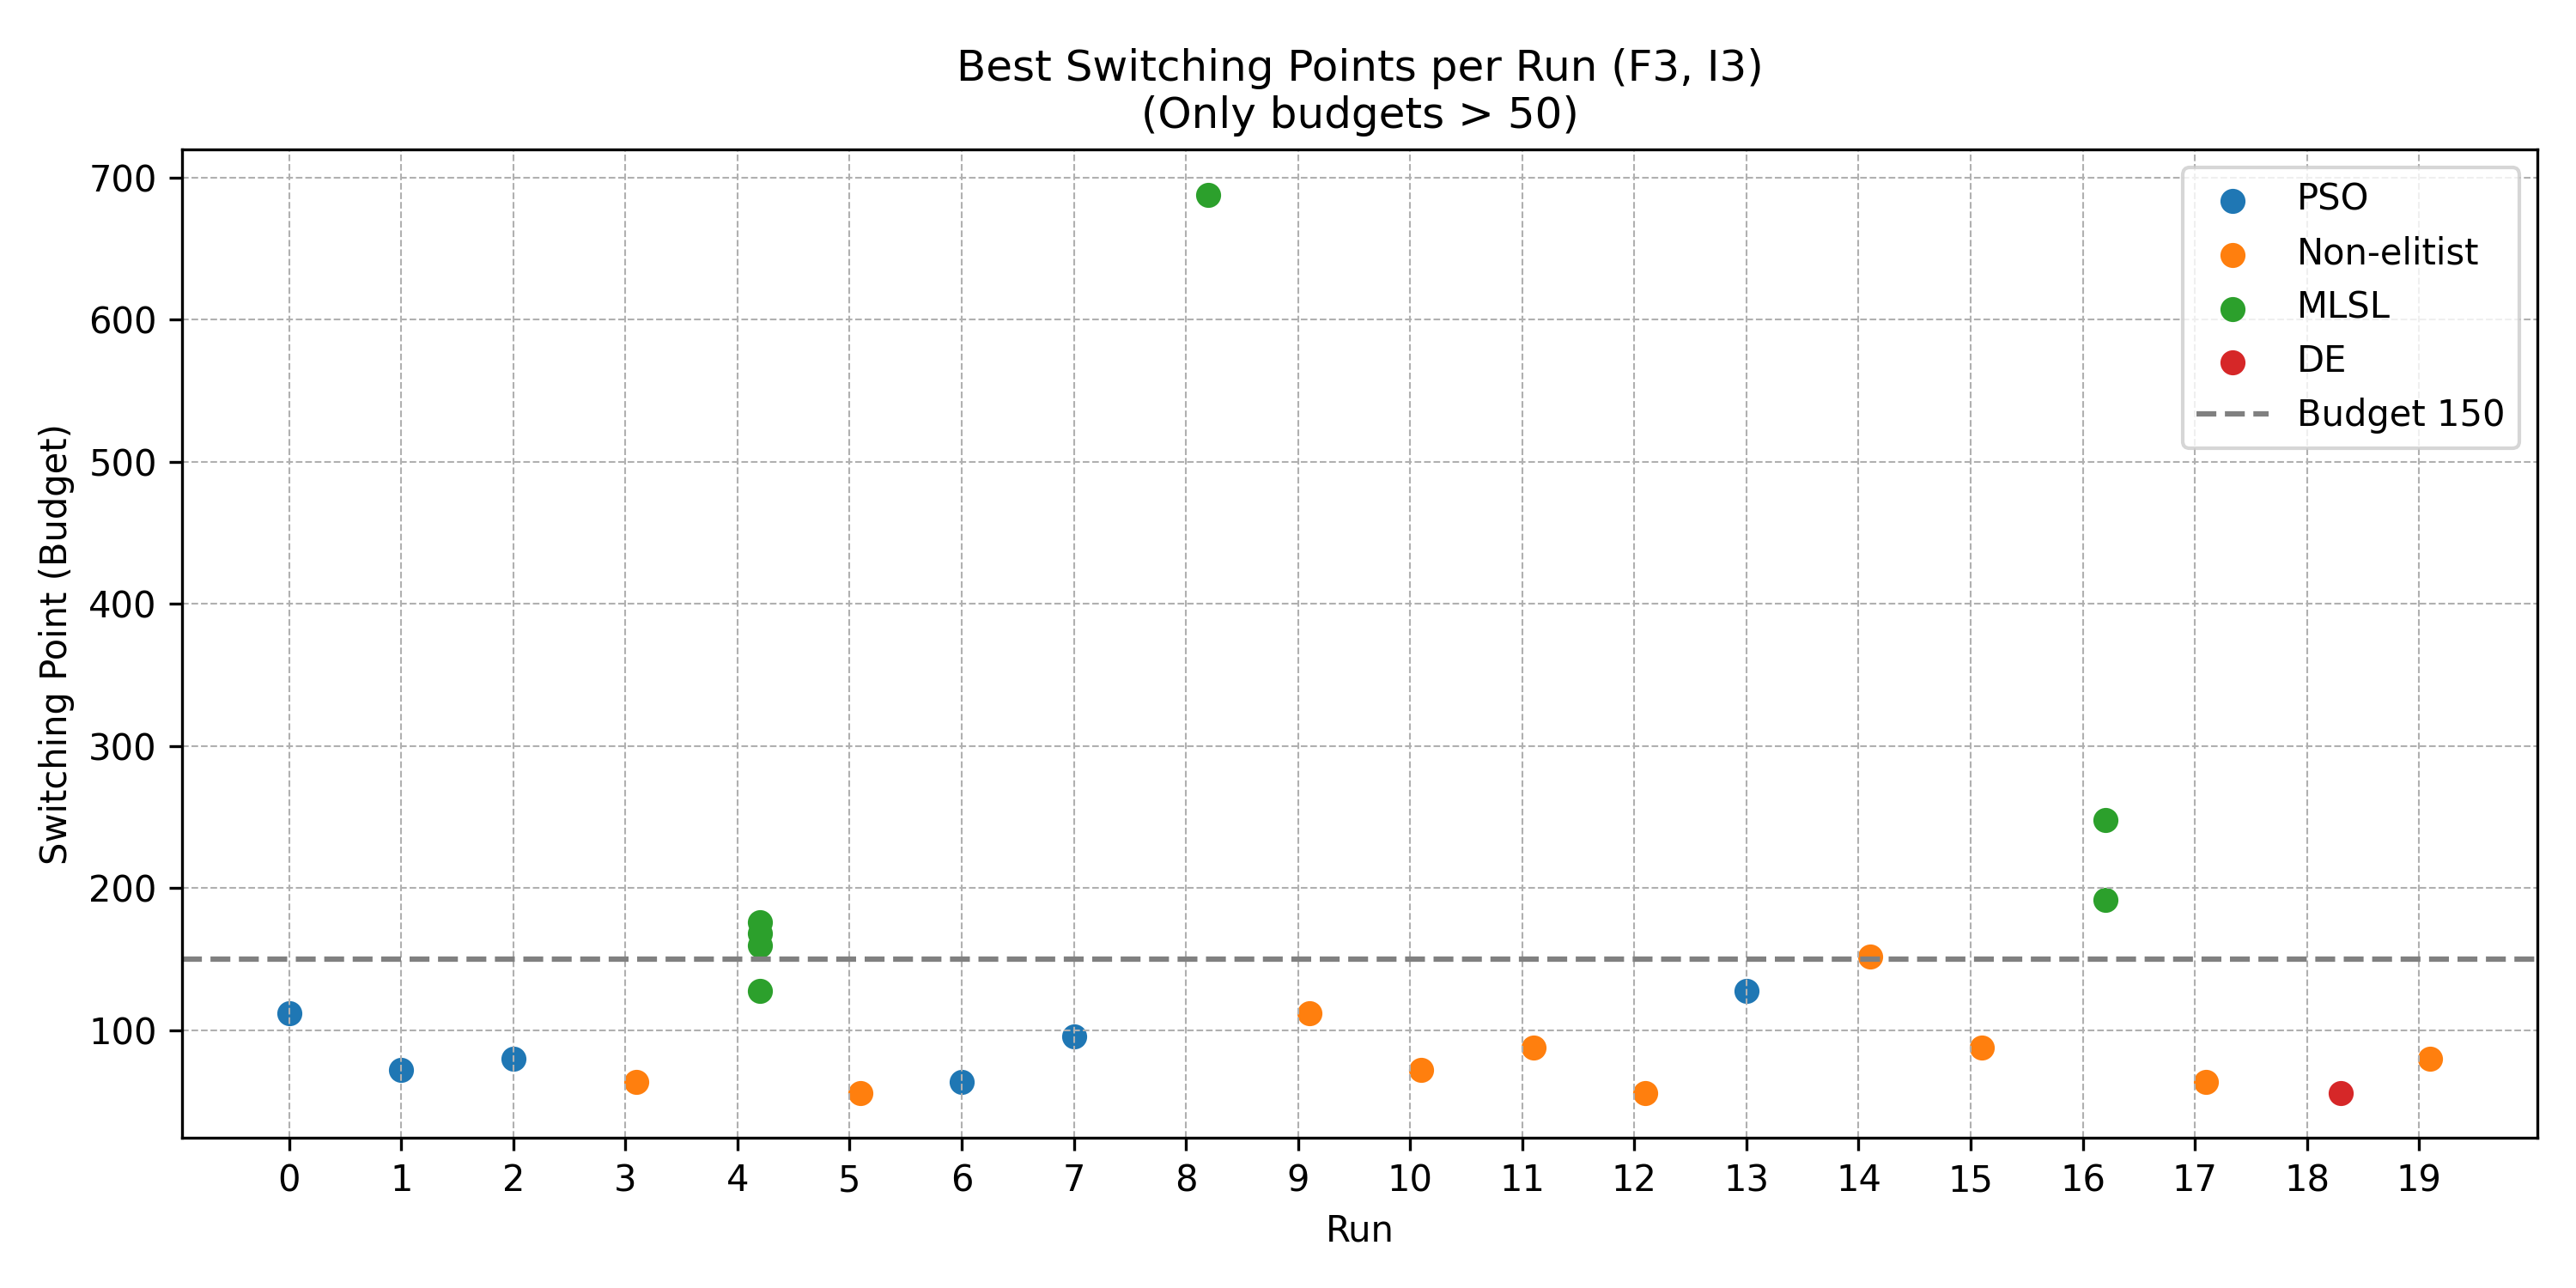 Best Switching Points per Run (F3, I3)
(Only budgets > 50)
Switching Point (Budget)
700
600
500
400
300
200
100
PSO
Non-elitist
MLSL
DE
Budget 150
0 1 2 3 4 5 6 7 8 9 10 11 12 13 14 15 16 17 18 19
Run